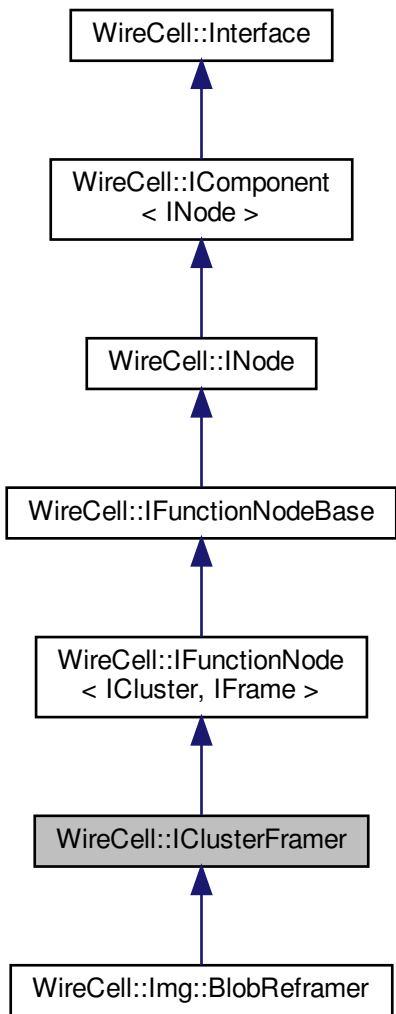 WireCell::Interface
WireCell::IComponent
< INode >
WireCell::INode
WireCell::IFunctionNodeBase
WireCell::IFunctionNode
< ICluster, IFrame >
WireCell::IClusterFramer
WireCell::Img::BlobReframer